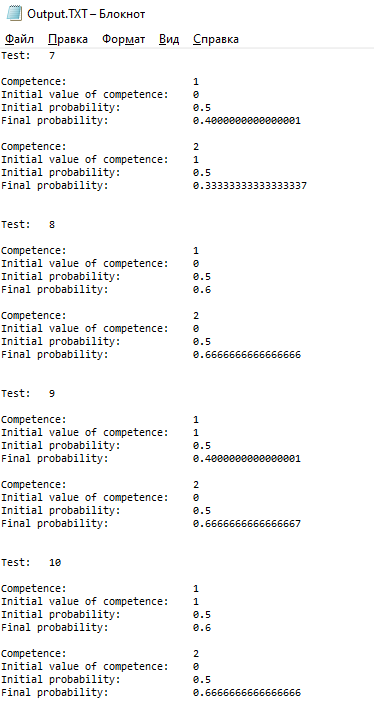 Output.TXT – Блокнот
Файл Правка Формат Вид Справка
Test: 7
Competence: 1
Initial value of competence: 0
Initial probability: 0.5
Final probability: 0.4000000000000001
Competence: 2
Initial value of competence: 1
Initial probability: 0.5
Final probability: 0.33333333333333337
Test: 8
Competence: 1
Initial value of competence: 0
Initial probability: 0.5
Final probability: 0.6
Competence: 2
Initial value of competence: 0
Initial probability: 0.5
Final probability: 0.6666666666666666
Test: 9
Competence: 1
Initial value of competence: 1
Initial probability: 0.5
Final probability: 0.4000000000000001
Competence: 2
Initial value of competence: 0
Initial probability: 0.5
Final probability: 0.6666666666666667
Test: 10
Competence: 1
Initial value of competence: 1
Initial probability: 0.5
Final probability: 0.6
Competence: 2
Initial value of competence: 0
Initial probability: 0.5
Final probability: 0.6666666666666666